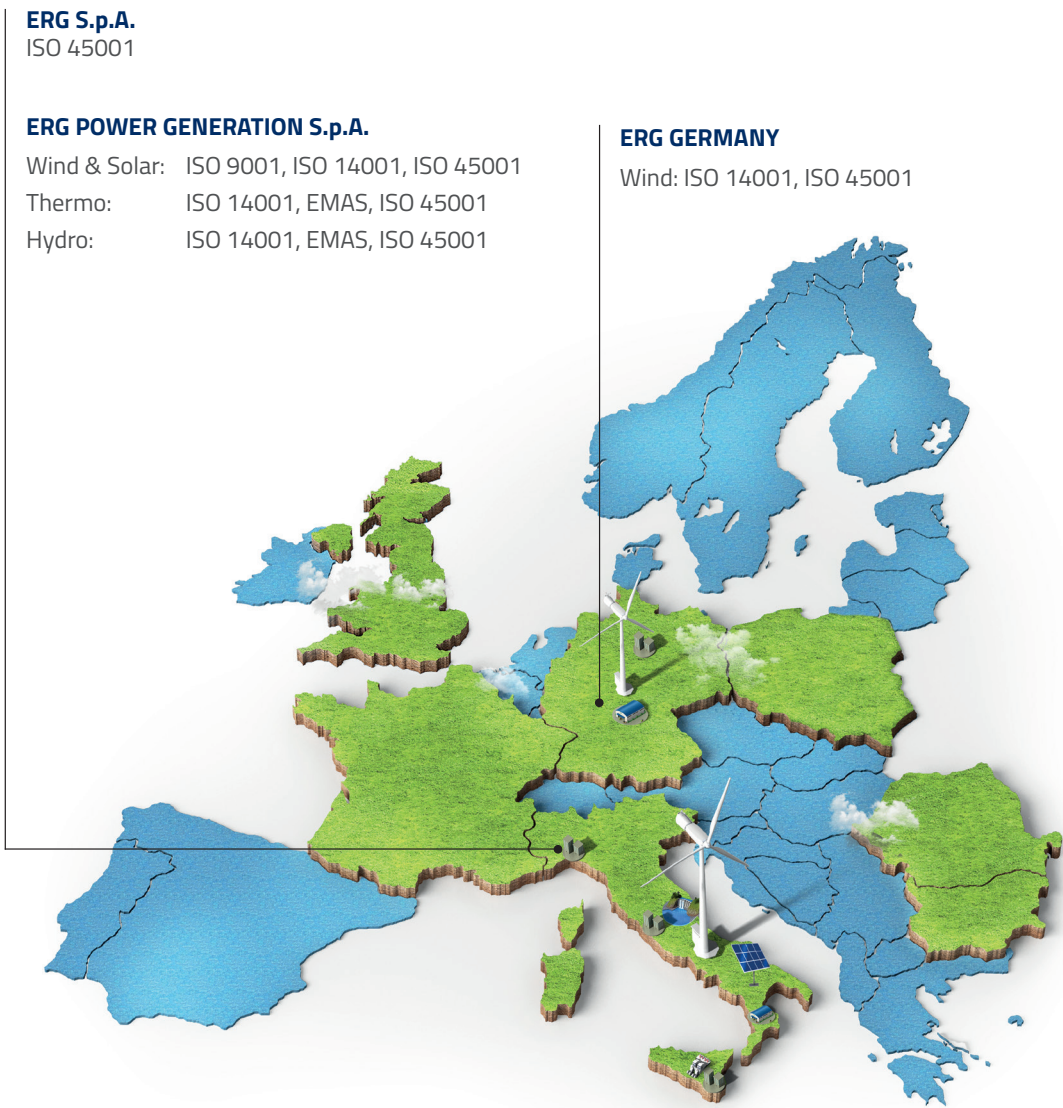 ERG S.p.A.
ISO 45001
ERG POWER GENERATION S.p.A.
Wind & Solar: ISO 9001, ISO 14001, ISO 45001
Thermo: ISO 14001, EMAS, ISO 45001
Hydro: ISO 14001, EMAS, ISO 45001
ERG GERMANY
Wind: ISO 14001, ISO 45001